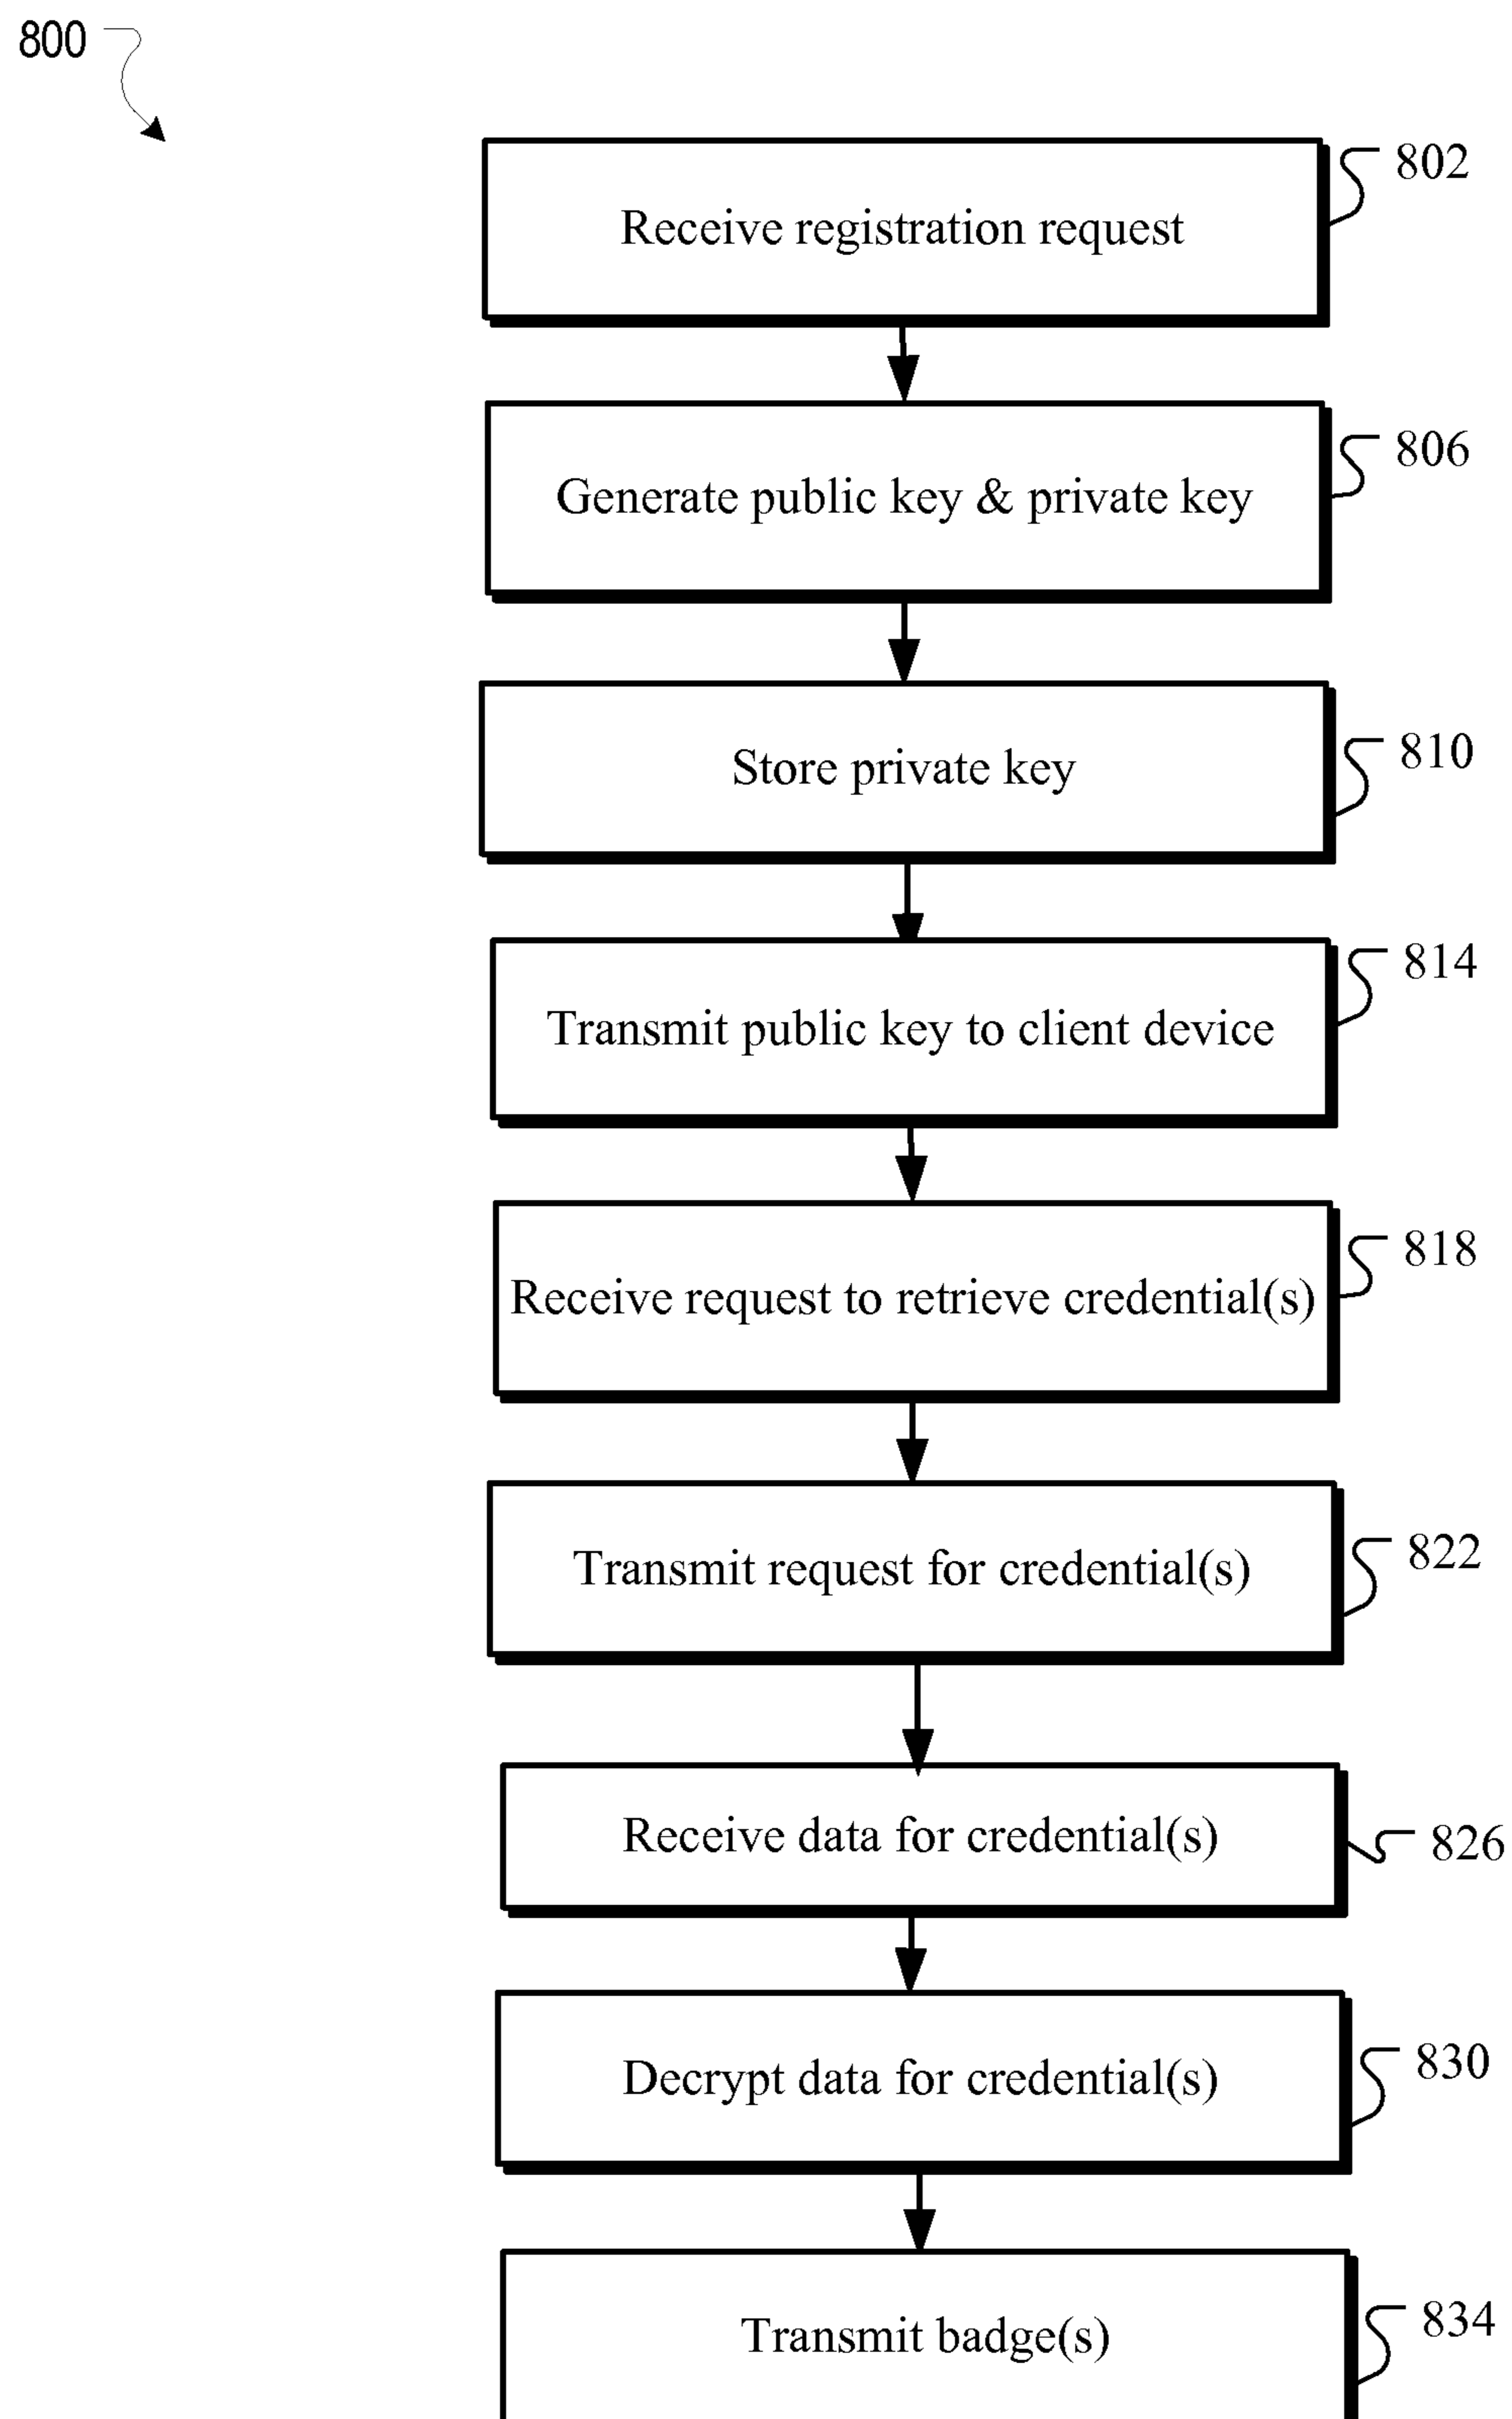 800
802
Receive registration request
806
Generate public key & private key
810
Store private key
814
Transmit public key to client device
818
Receive request to retrieve credential(s)
822
Transmit request for credential(s)
Receive data for credential(s)
826
830
Decrypt data for credential(s)
834
Transmit badge(s)